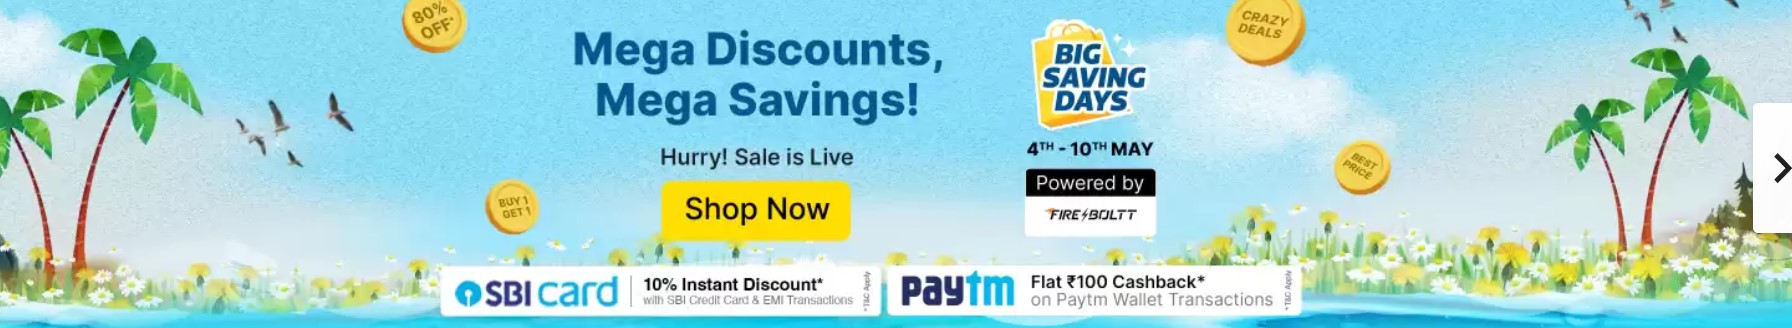 80%
OFF*
CRAZY
DEALS
Mega Discounts,
Mega Savings!
BIG
SAVING
DAYS
Hurry! Sale is Live
4TH - 10TH MAY
BEST
PRICE
BUY 1
GET 1
Shop Now
Powered by
FIRE BOLTT
SBI card
10% Instant Discount*
with SBI Credit Card & EMI Transactions
*T&C Apply
paytm
Flat ₹100 Cashback*
on Paytm Wallet Transactions
*T&C Apply